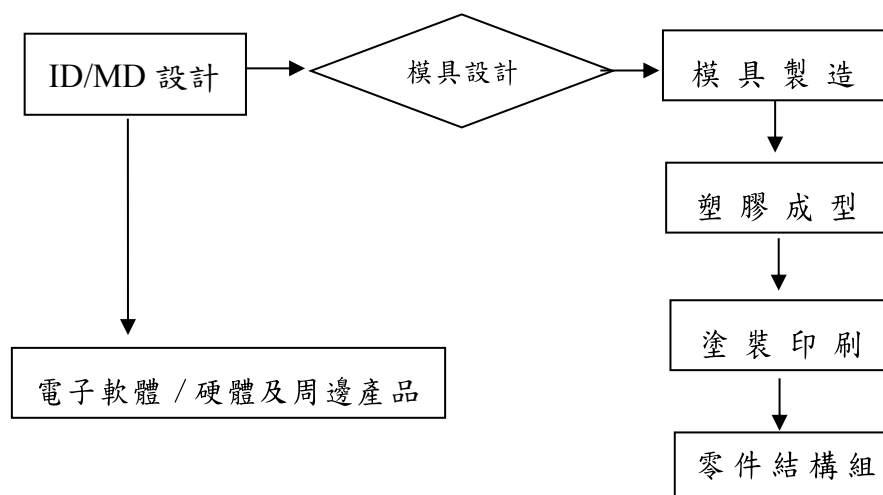 ID/MD 設計
模具設計
模具製造
塑膠成型
塗裝印刷
電子軟體/硬體及周邊產品
零件結構組